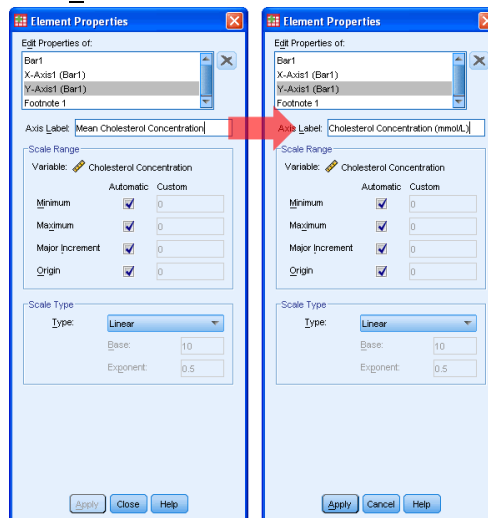 Element Properties
Edit Properties of:
Bar1
X-Axis1 (Bar1)
Y-Axis1 (Bar1)
Footnote 1
Axis Label: Mean Cholesterol Concentration
Scale Range
Variable: Cholesterol Concentration
Automatic Custom
Minimum 0
Maximum 0
Major Increment 0
Origin 0
Scale Type
Type: Linear
Base: 10
Exponent: 0.5
Apply Close Help
Element Properties
Edit Properties of:
Bar1
X-Axis1 (Bar1)
Y-Axis1 (Bar1)
Footnote 1
Axis Label: Cholesterol Concentration (mmol/L)
Scale Range
Variable: Cholesterol Concentration
Automatic Custom
Minimum 0
Maximum 0
Major Increment 0
Origin 0
Scale Type
Type: Linear
Base: 10
Exponent: 0.5
Apply Cancel Help